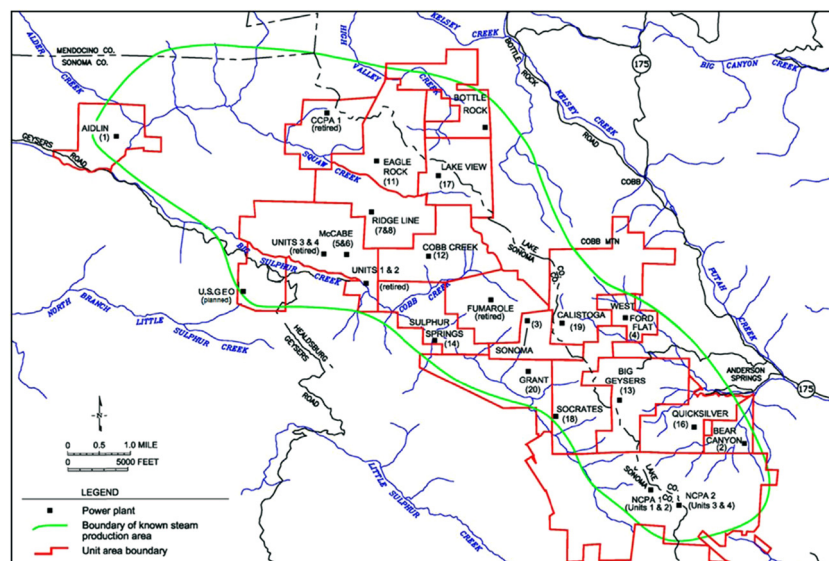 MENDOCINO CO.
SONOMA CO.
ALDER
CREEK
HIGH
VALLEY
CREEK
KELSEY
CREEK
BOTTLE
ROCK
ROAD
KELSEY
CREEK
175
BIG CANYON CREEK
AIDLIN
(1)
GEYSERS
ROAD
CCPA 1
(retired)
SQUAW CREEK
EAGLE
ROCK
(11)
BOTTLE
ROCK
LAKE VIEW
(17)
COBB
RIDGE LINE
(7&8)
McCABE
(5&6)
UNITS 3 & 4
(retired)
BIG SULPHUR CREEK
UNITS 1 & 2
(retired)
COBB CREEK
(12)
COBB CREEK
LAKE CO.
SONOMA CO.
COBB MTN
PUTAH
CREEK
U.S.GEO
(planned)
NORTH BRANCH
LITTLE
SULPHUR CREEK
HEALDSBURG
GEYSERS
ROAD
FUMAROLE
(retired)
SULPHUR
SPRINGS
(14)
(3)
SONOMA
CALISTOGA
(19)
WEST
FORD
FLAT
(4)
ANDERSON
SPRINGS
175
GRANT
(20)
BIG
GEYSERS
(13)
SOCRATES
(18)
QUICKSILVER
(16)
BEAR
CANYON
(2)
LITTLE
SULPHUR
CREEK
LAKE CO.
SONOMA CO.
NCPA 1
(Units 1 & 2)
NCPA 2
(Units 3 & 4)
N
0 0.5 1.0 MILE
0 5000 FEET
LEGEND
Power plant
Boundary of known steam
production area
Unit area boundary